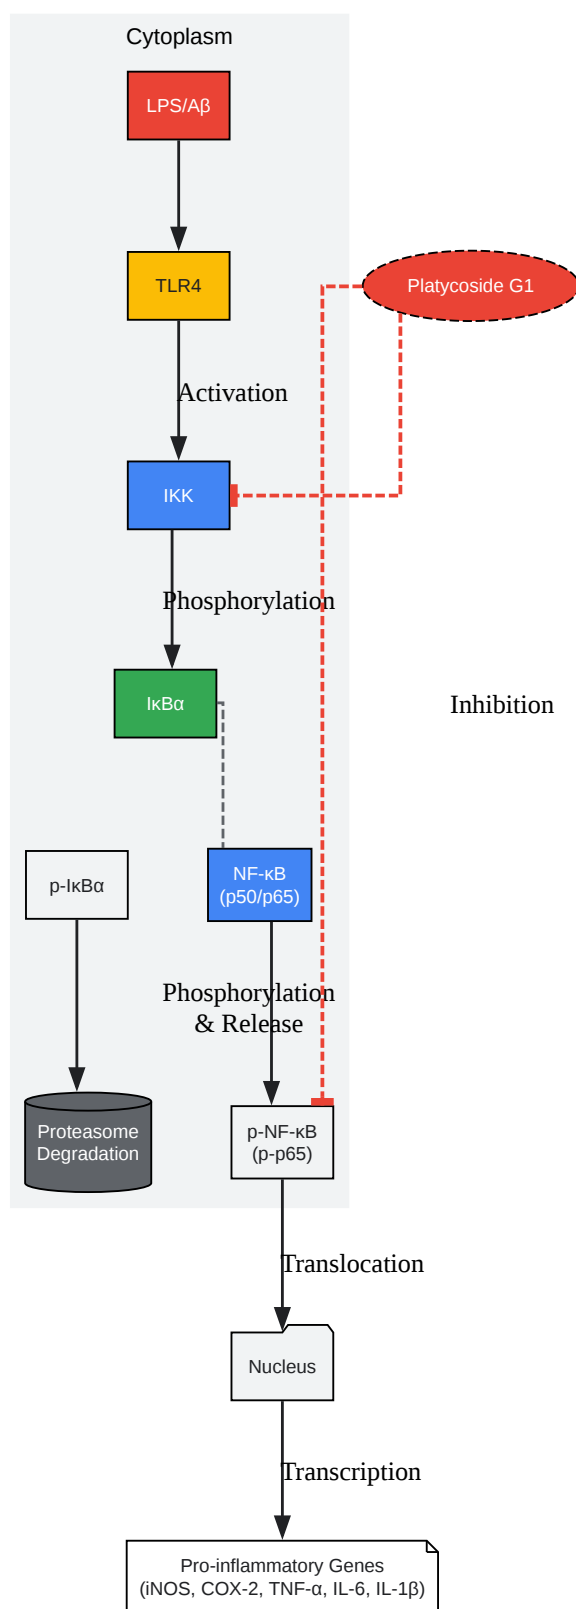 Cytoplasm
LPS/Aβ
TLR4
Platycoside G1
Activation
IKK
Phosphorylation
IκBα
Inhibition
p-IκBα
NF-κB
(p50/p65)
Phosphorylation
& Release
Proteasome
Degradation
p-NF-κB
(p-p65)
Translocation
Nucleus
Transcription
Pro-inflammatory Genes
(iNOS, COX-2, TNF-α, IL-6, IL-1β)